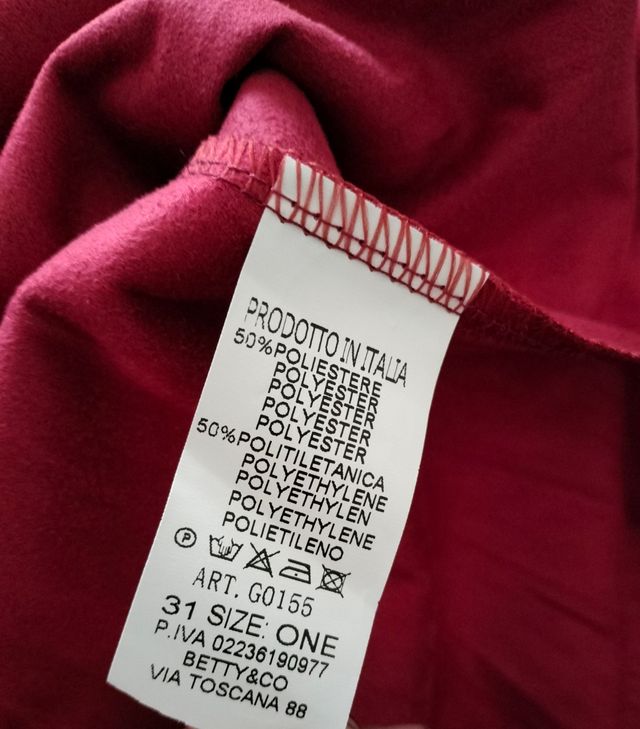 PRODOTTO IN ITALIA
50%POLIESTERE
POLYESTER
POLYESTER
POLYESTER
POLYESTER
50%POLITILETANICA
POLYETHYLENE
POLYETHYLEN
POLYETHYLENE
POLIETILENO
P
ART. G0155
31 SIZE: ONE
P.IVA 02236190977
BETTY&CO
VIA TOSCANA 88